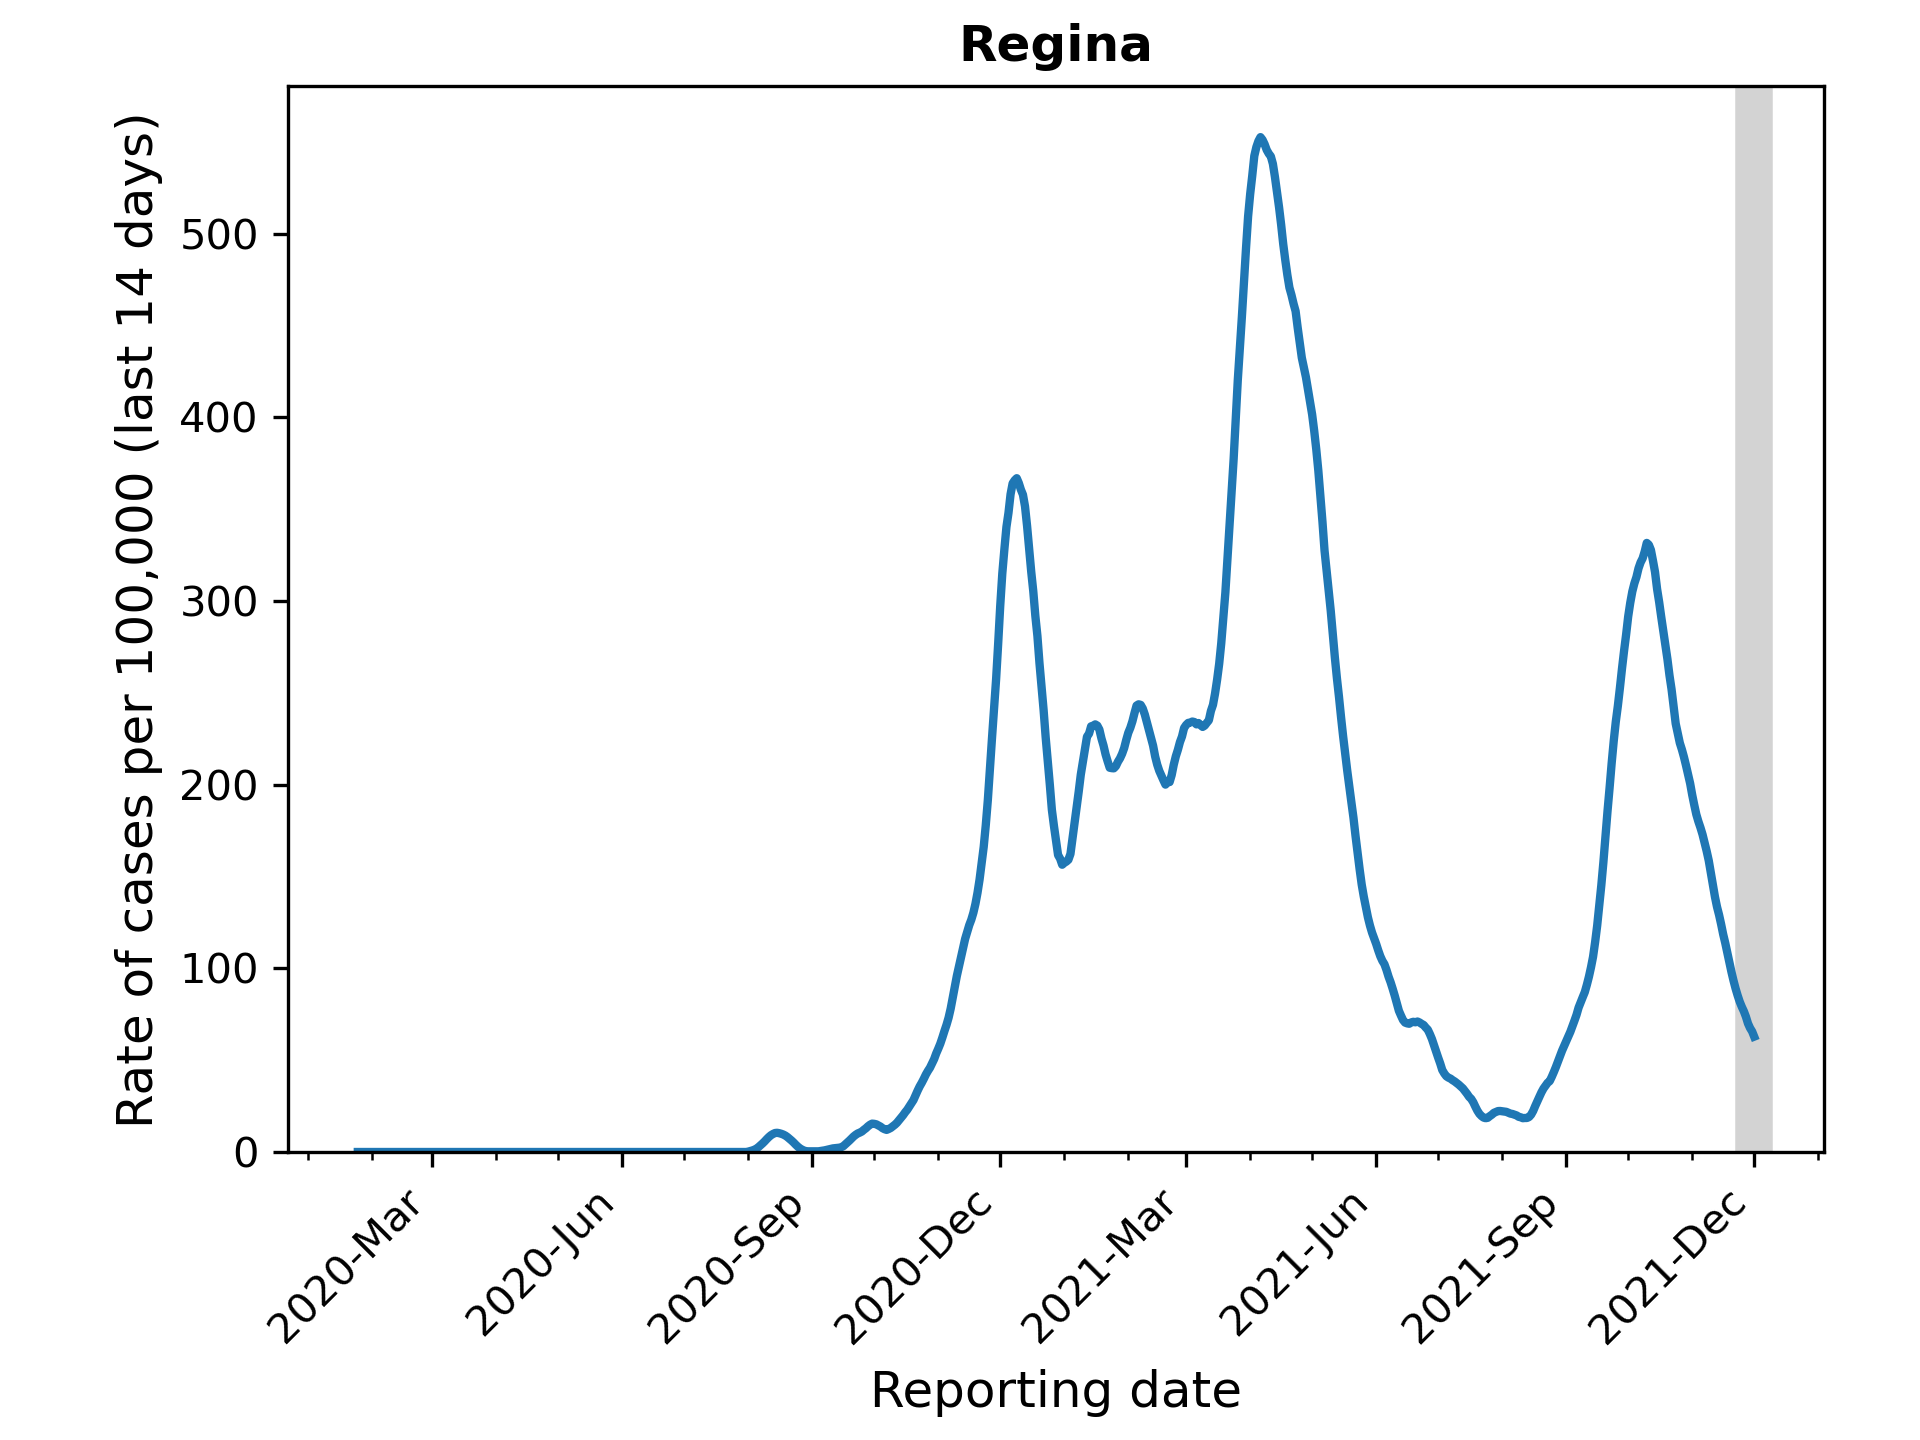 Regina
Rate of cases per 100,000 (last 14 days)
500
400
300
200
100
0
2020-Mar
2020-Jun
2020-Sep
2020-Dec
2021-Mar
2021-Jun
2021-Sep
2021-Dec
Reporting date